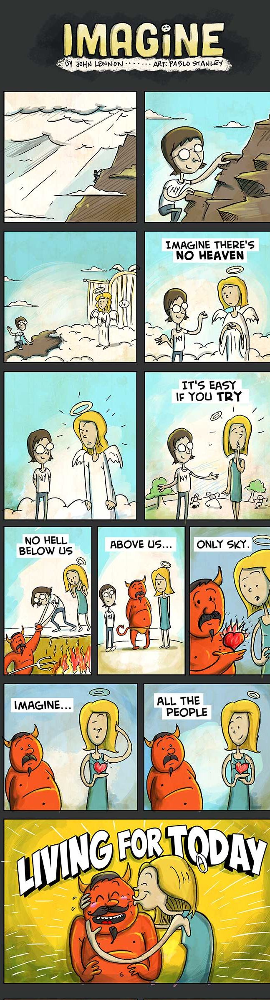 IMAGiNE
BY JOHN LENNON ........ ART: PABLO STANLEY
NY
IMAGINE THERE'S
NO HEAVEN
NY
NY
IT'S EASY
IF YOU TRY
NY
NO HELL
BELOW US
ABOVE US...
NY
ONLY SKY.
IMAGINE...
ALL THE
PEOPLE
LIVING FOR TODAY